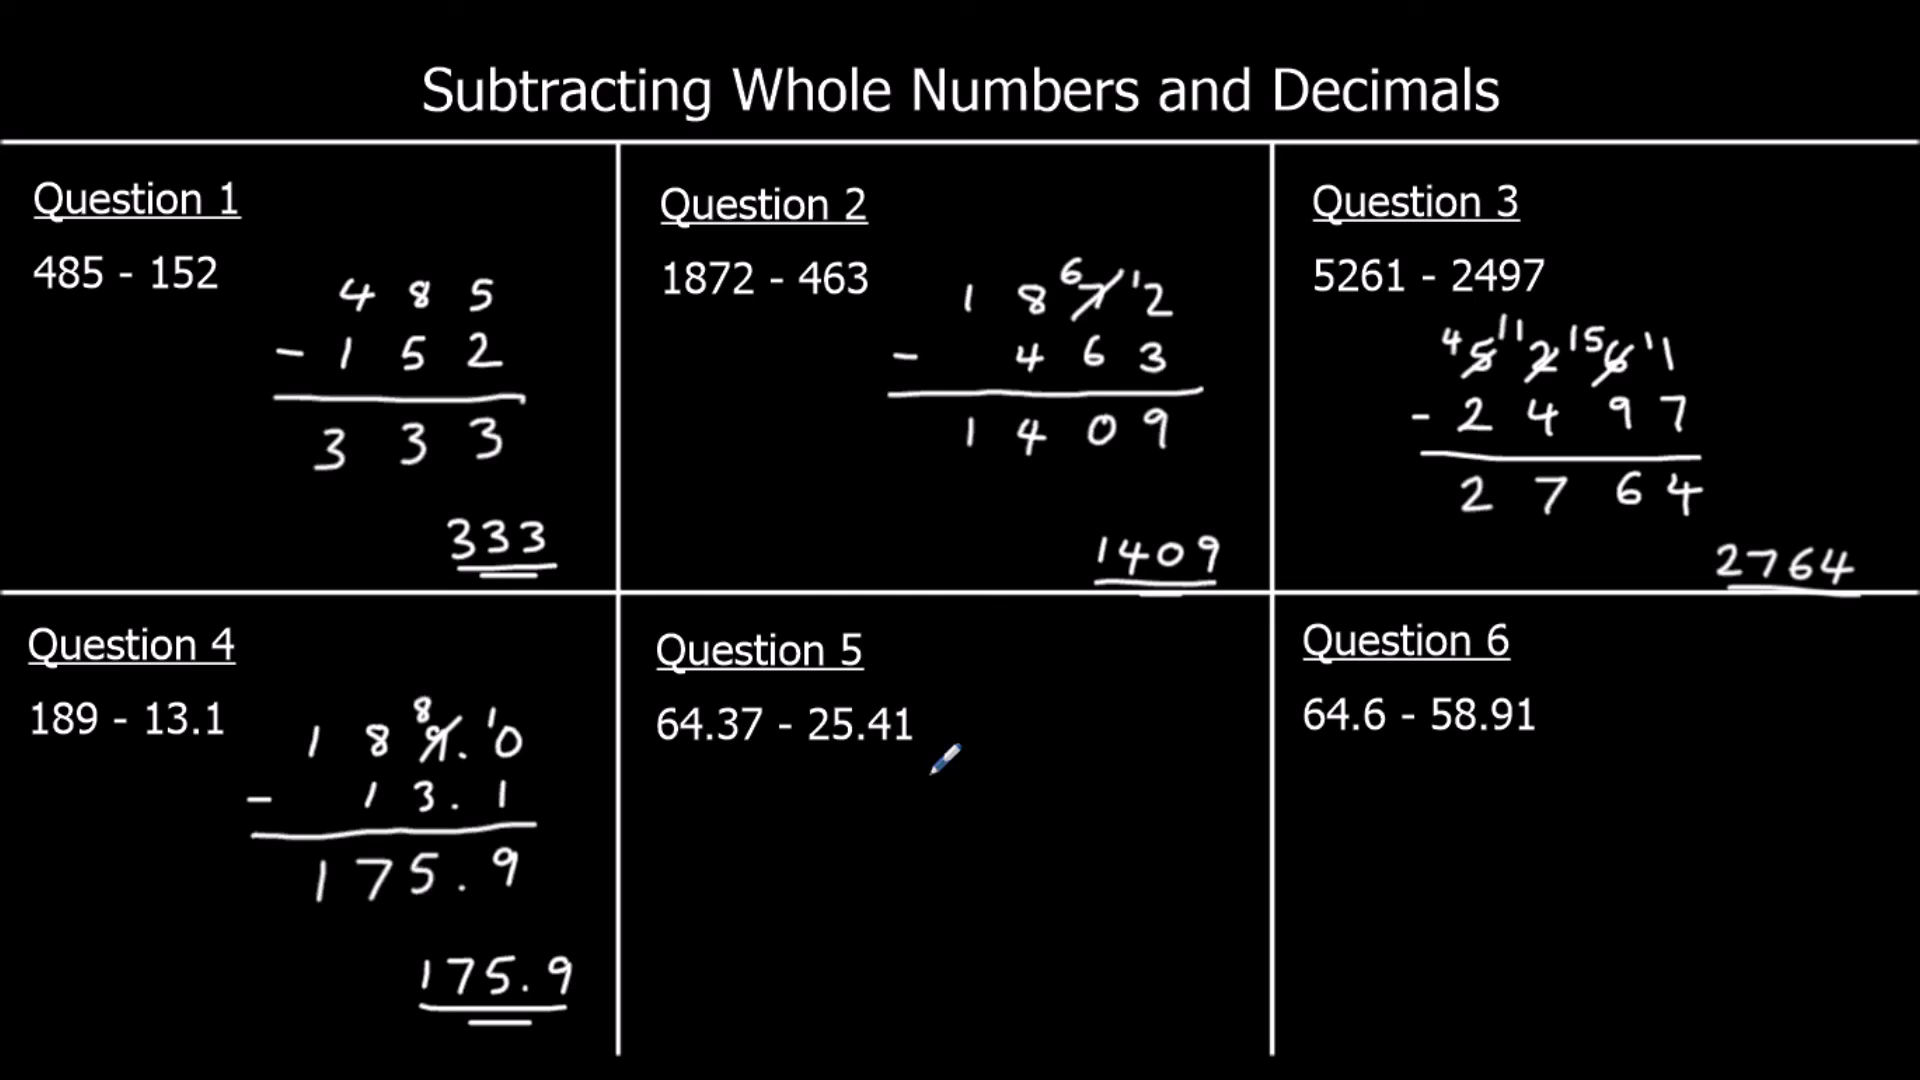 Subtracting Whole Numbers and Decimals
Question 1
485 - 152
4 8 5
- 1 5 2
3 3 3
333
Question 2
1872 - 463
6 1
1 8 7 2
- 4 6 3
1 4 0 9
1409
Question 3
5261 - 2497
4 11 15 1
5 2 6 1
- 2 4 9 7
2 7 6 4
2764
Question 4
189 - 13.1
8 1
1 8 9 . 0
- 1 3 . 1
1 7 5 . 9
175.9
Question 5
64.37 - 25.41
Question 6
64.6 - 58.91